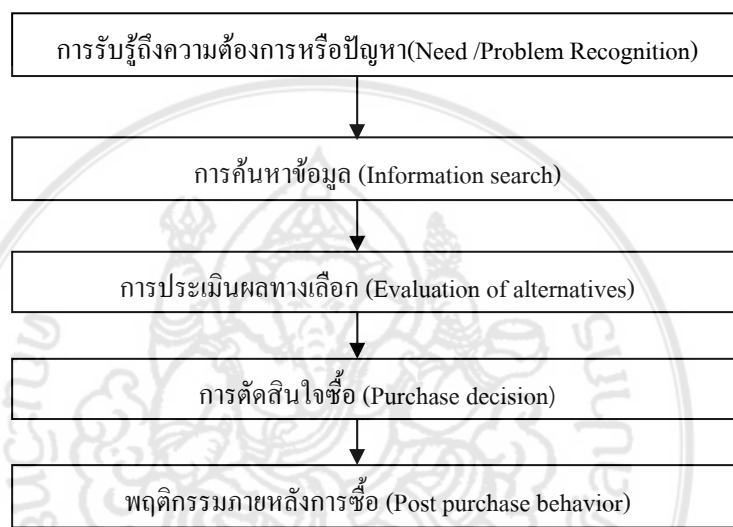 การรับรู้ถึงความต้องการหรือปัญหา(Need /Problem Recognition)
การค้นหาข้อมูล (Information search)
การประเมินผลทางเลือก (Evaluation of alternatives)
การตัดสินใจซื้อ (Purchase decision)
พฤติกรรมภายหลังการซื้อ (Post purchase behavior)